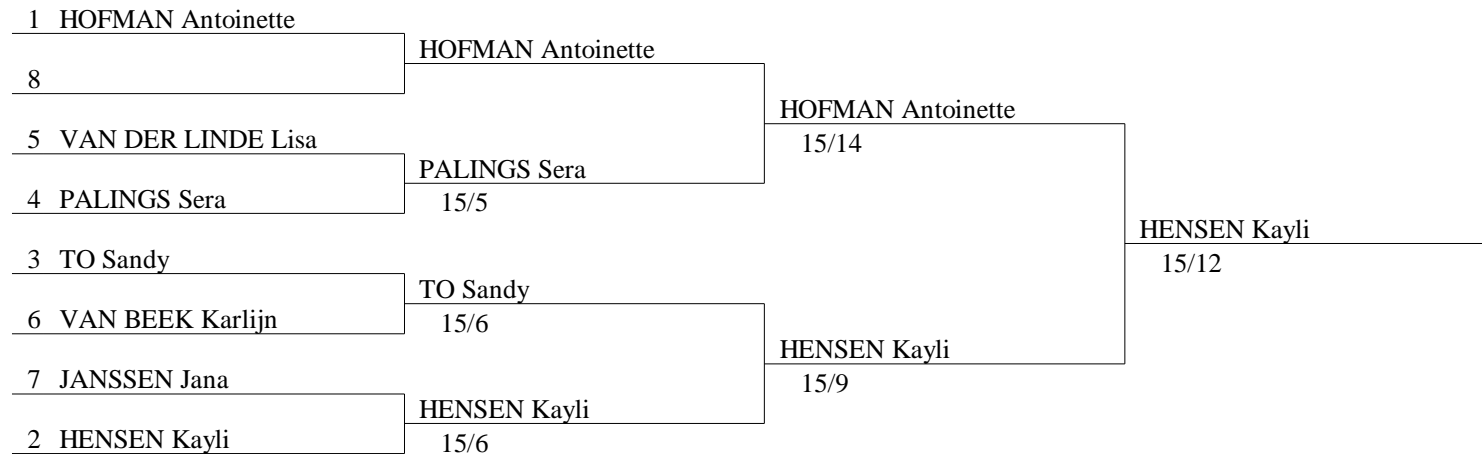 1 HOFMAN Antoinette
HOFMAN Antoinette
8
HOFMAN Antoinette
15/14
5 VAN DER LINDE Lisa
PALINGS Sera
15/5
4 PALINGS Sera
HENSEN Kayli
15/12
3 TO Sandy
TO Sandy
15/6
6 VAN BEEK Karlijn
HENSEN Kayli
15/9
7 JANSSEN Jana
HENSEN Kayli
15/6
2 HENSEN Kayli